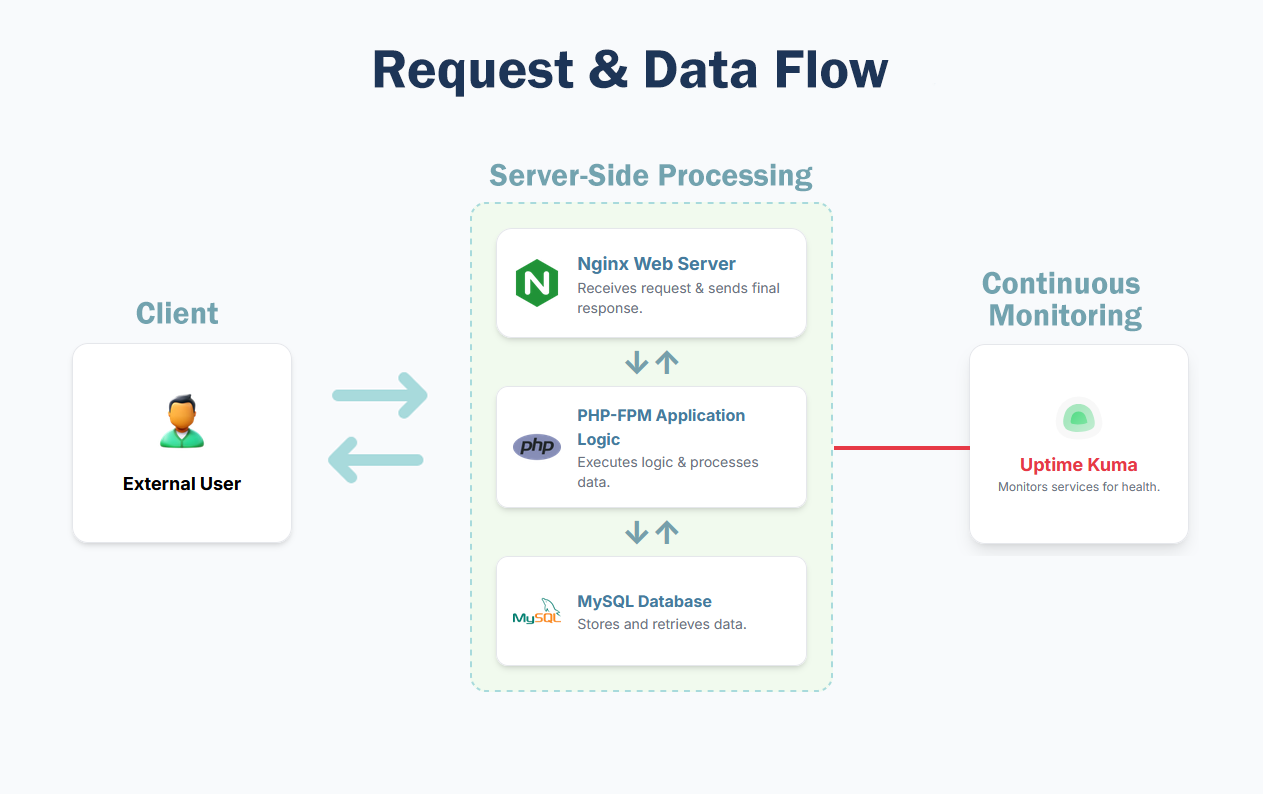 Request & Data Flow
Server-Side Processing
Nginx Web Server
Receives request & sends final
response.
Client
External User
PHP-FPM Application
Logic
Executes logic & processes
data.
php
MySQL Database
Stores and retrieves data.
MySQL
Continuous
Monitoring
Uptime Kuma
Monitors services for health.